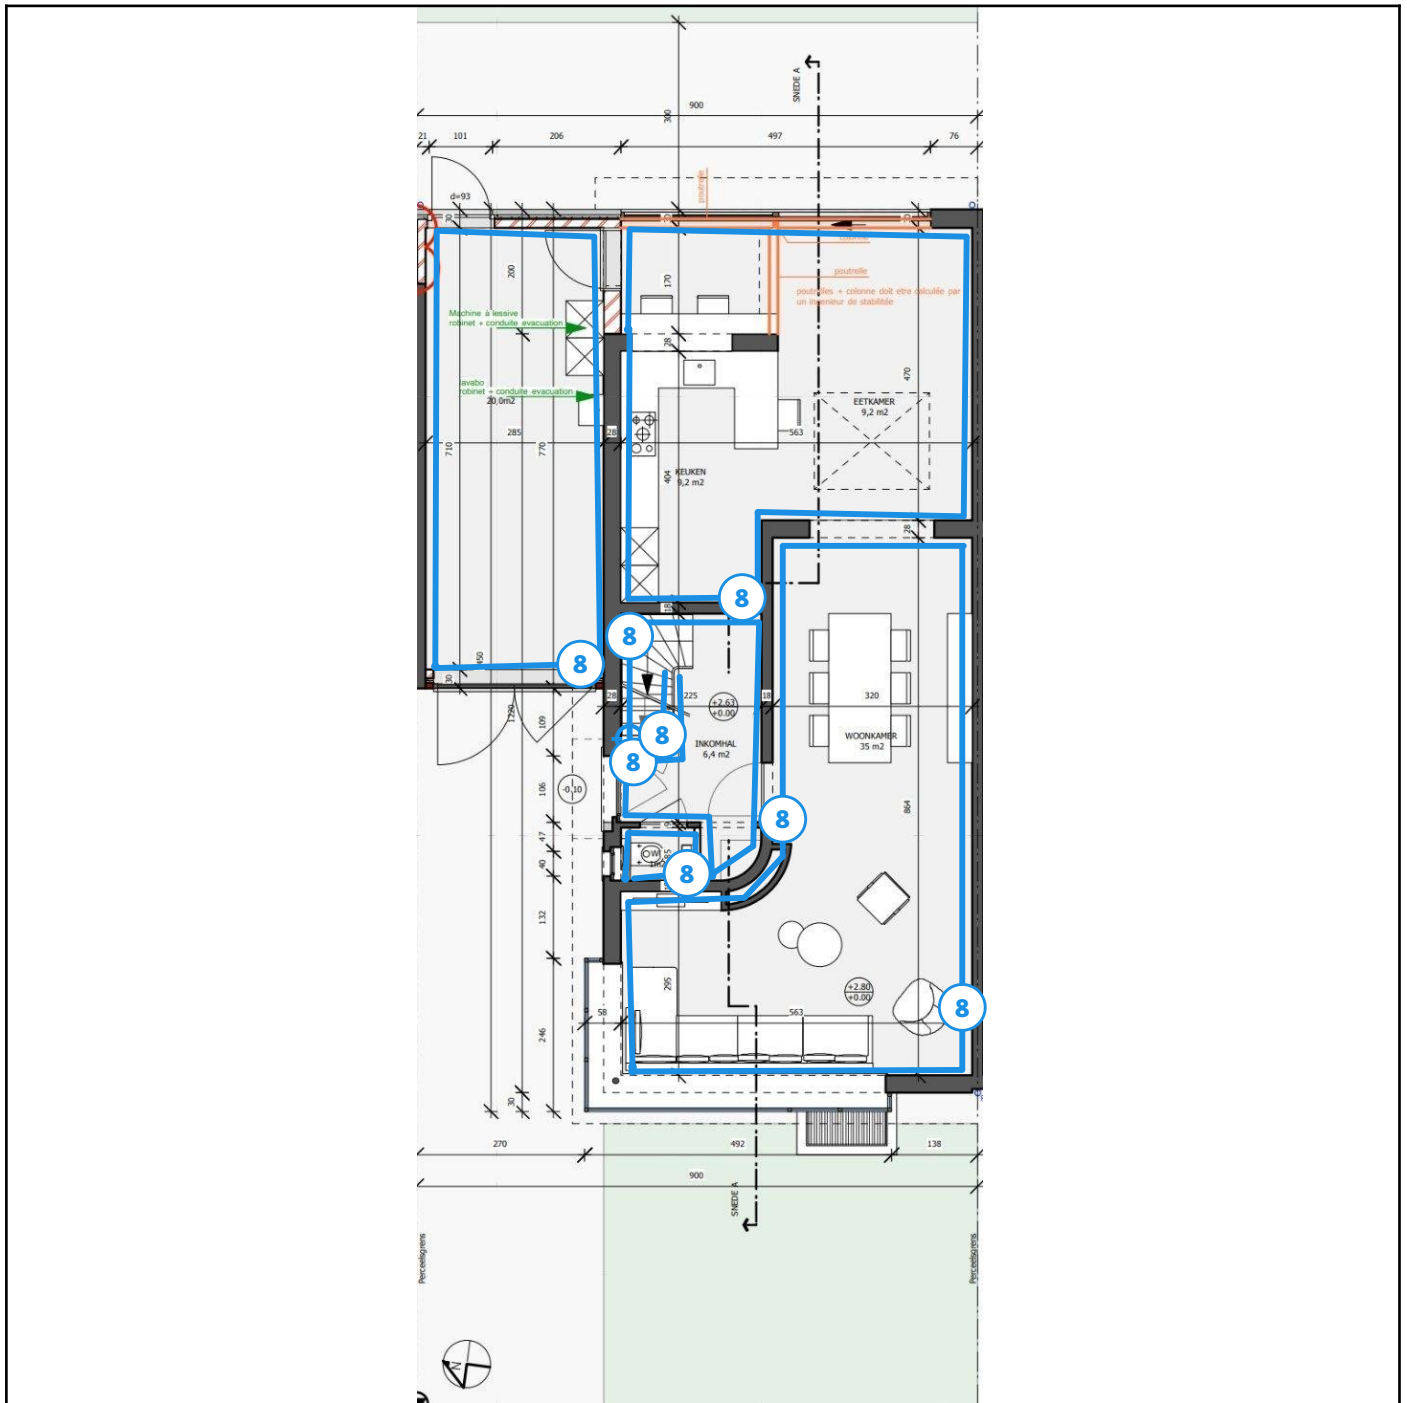 SNEDE A
900
300
21
101
206
497
76
d=93
poutrelle
30
30
30
colonne
200
170
poutrelle
poutrelles + colonne doit etre calculée par
un ingenieur de stabilitée
Machine à lessive
robinet + conduite evacuation
28
470
lavabo
robinet + conduite evacuation
20,0m2
EETKAMER
9,2 m2
285
28
563
710
770
404
KEUKEN
9,2 m2
28
8
18
8
8
450
30
28
225
18
320
+2.63
+0.00
1220
109
8
WOONKAMER
35 m2
INKOMHAL
6,4 m2
8
-0.10
106
864
8
47
40
W
85
8
132
295
+2.80
+0.00
8
58
563
246
30
270
492
138
900
SNEDE A
Perceelsgrens
Perceelsgrens
N